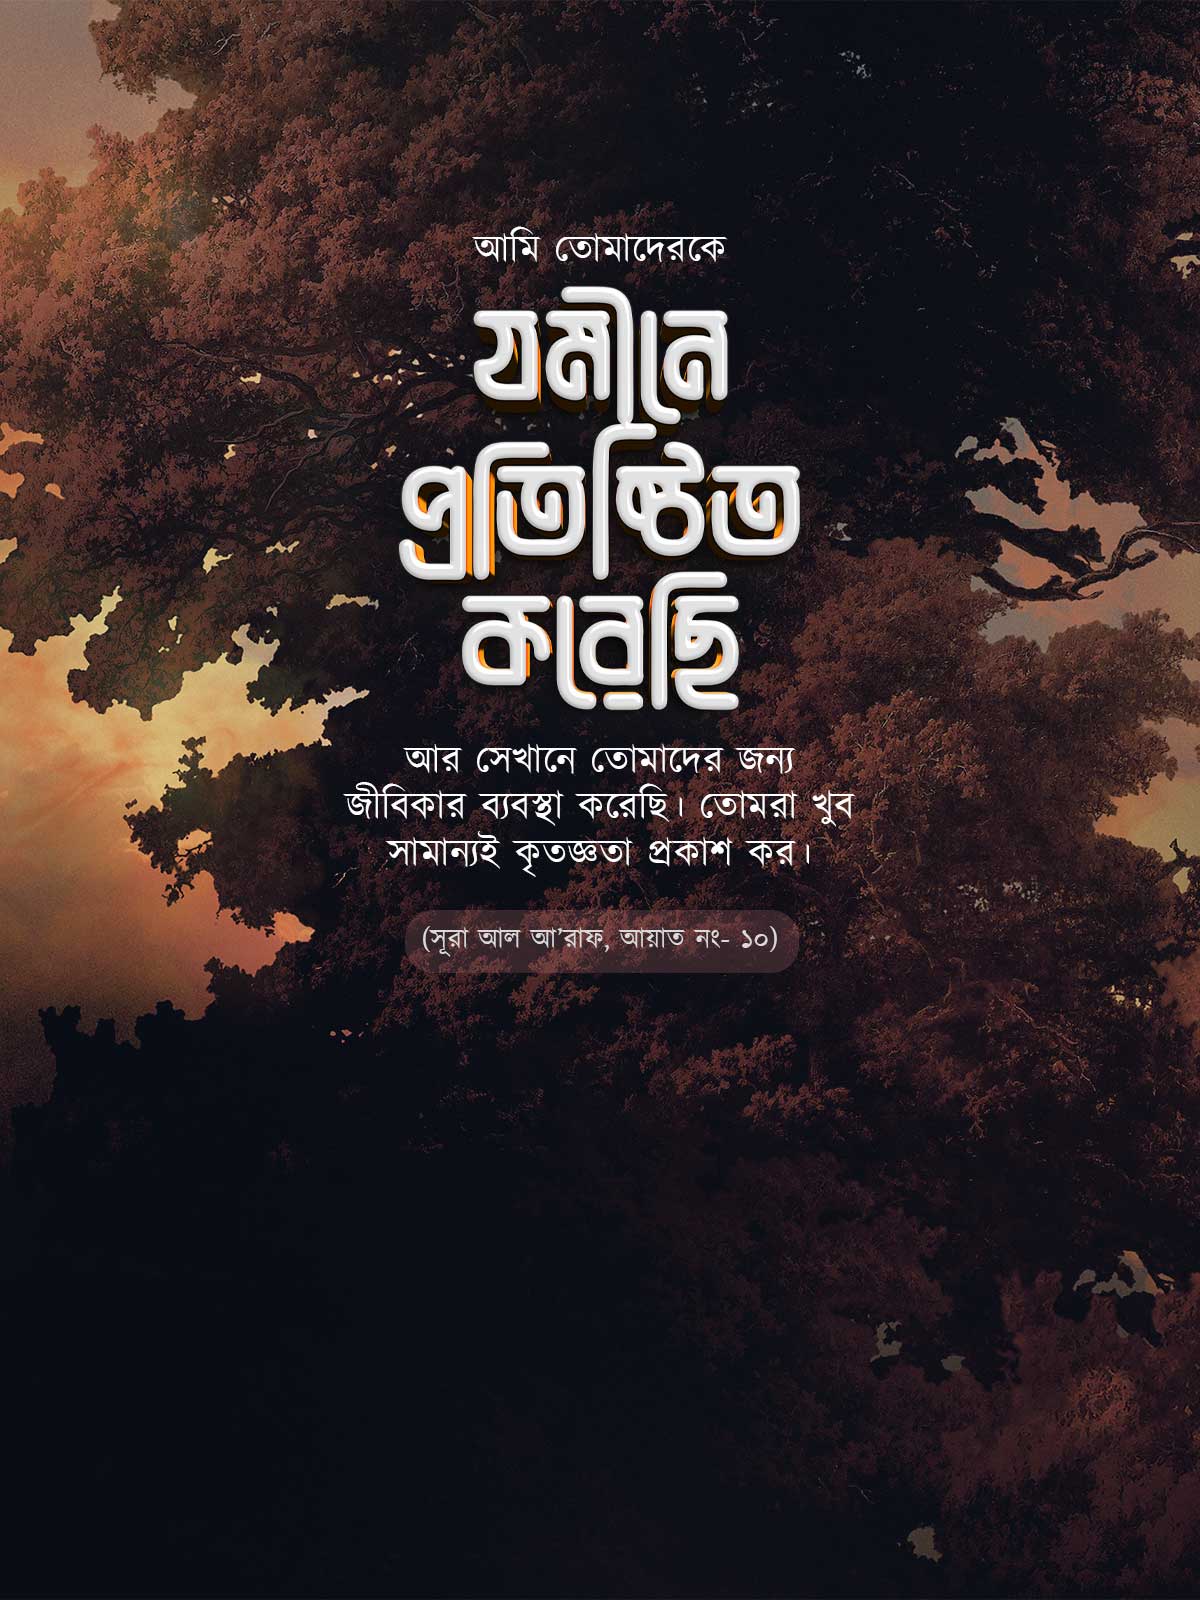 আমি তোমাদেরকে
যমীনে
প্রতিষ্ঠিত
করেছি
আর সেখানে তোমাদের জন্য
জীবিকার ব্যবস্থা করেছি। তোমরা খুব
সামান্যই কৃতজ্ঞতা প্রকাশ কর।
(সূরা আল আ’রাফ, আয়াত নং- ১০)